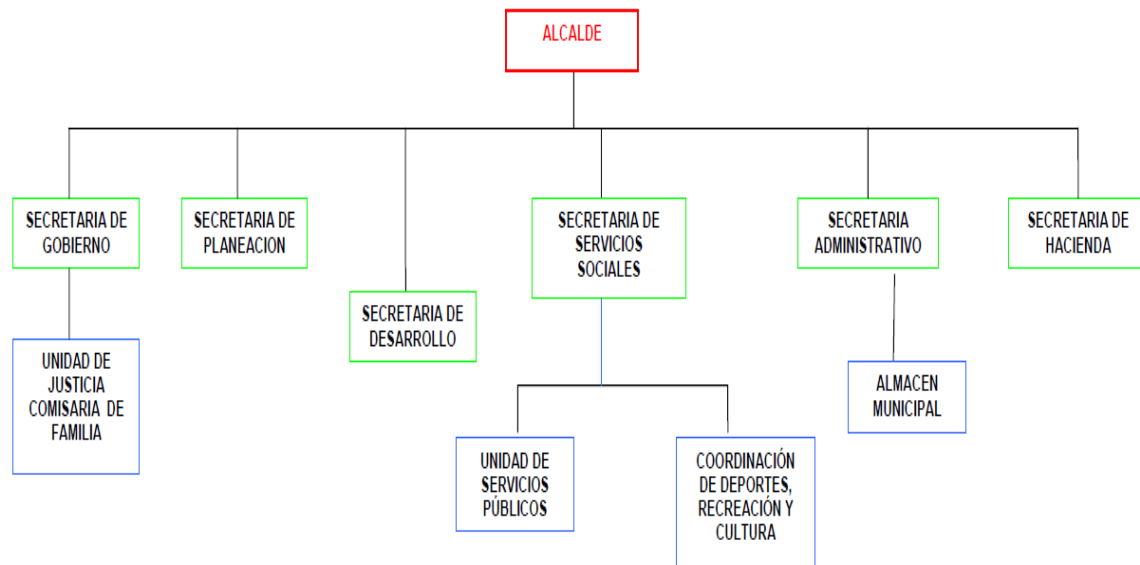 ALCALDE
SECRETARIA DE
GOBIERNO
SECRETARIA DE
PLANEACION
SECRETARIA DE
SERVICIOS
SOCIALES
SECRETARIA
ADMINISTRATIVO
SECRETARIA DE
HACIENDA
SECRETARIA DE
DESARROLLO
UNIDAD DE
JUSTICIA
COMISARIA DE
FAMILIA
ALMACEN
MUNICIPAL
UNIDAD DE
SERVICIOS
PÚBLICOS
COORDINACIÓN
DE DEPORTES,
RECREACIÓN Y
CULTURA